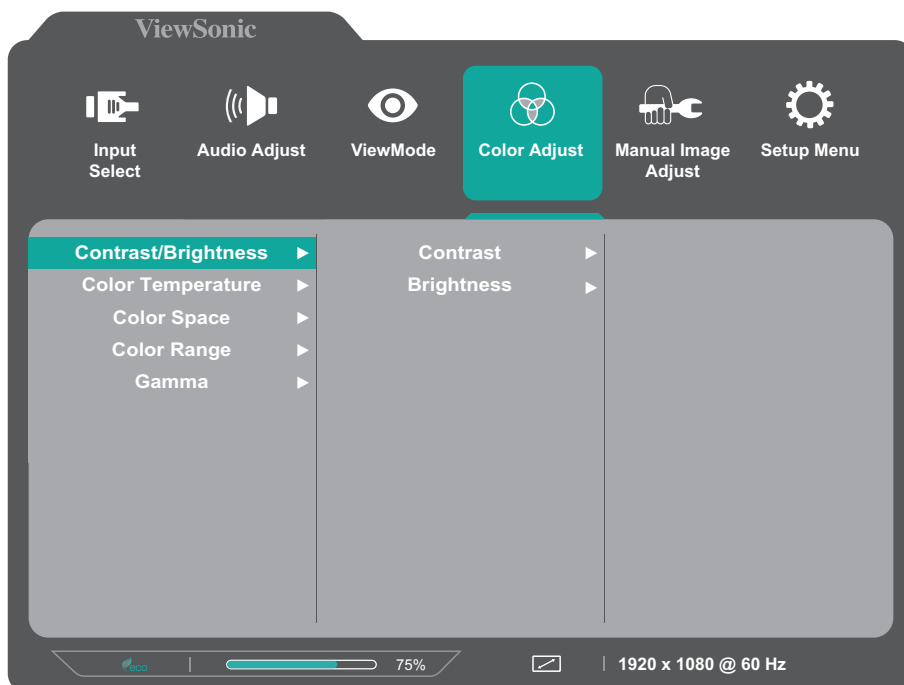 ViewSonic
Input
Select
Audio Adjust
ViewMode
Color Adjust
Manual Image
Adjust
Setup Menu
Contrast/Brightness
Color Temperature
Color Space
Color Range
Gamma
Contrast
Brightness
eco
75%
1920 x 1080 @ 60 Hz